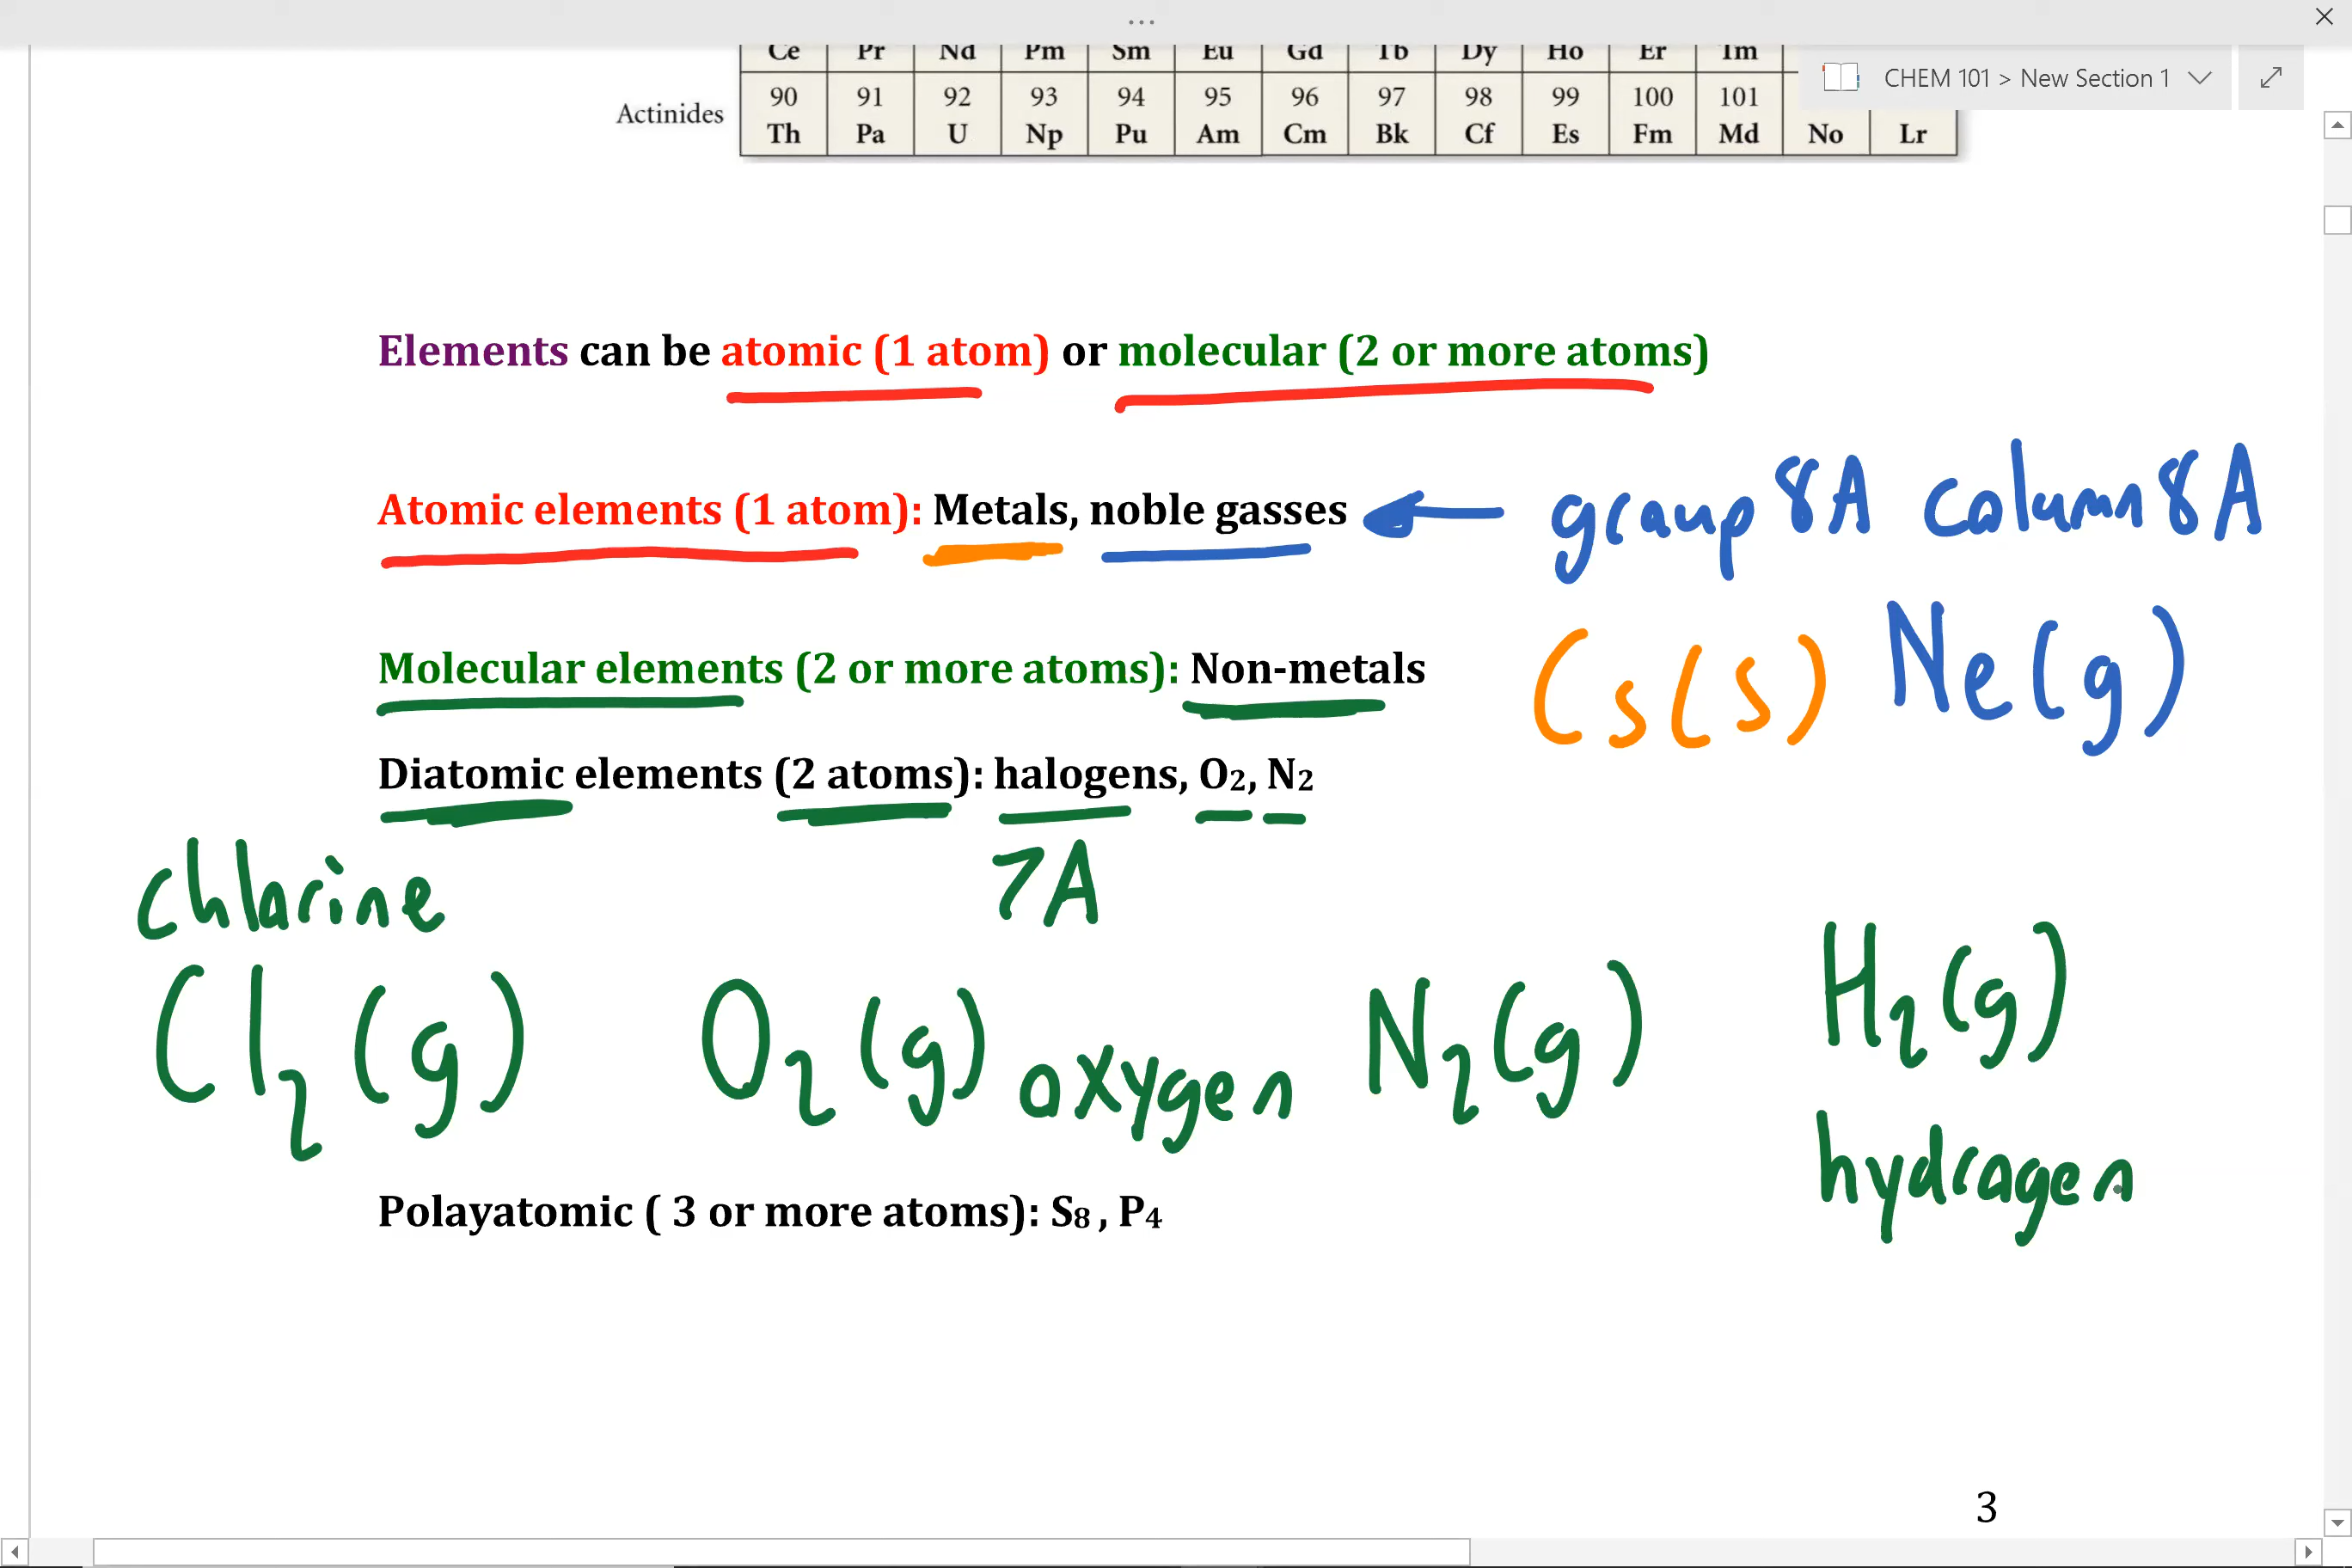 ...
CHEM 101 > New Section 1
Ce Pr Nd Pm Sm Eu Gd Tb Dy Ho Er Tm
Actinides
90 91 92 93 94 95 96 97 98 99 100 101
Th Pa U Np Pu Am Cm Bk Cf Es Fm Md No Lr
Elements can be atomic (1 atom) or molecular (2 or more atoms)
Atomic elements (1 atom): Metals, noble gasses
group 8A column 8A
Cs(s) Ne(g)
Molecular elements (2 or more atoms): Non-metals
Diatomic elements (2 atoms): halogens, O₂, N₂
7A
chlorine
Cl₂(g) O₂(g) oxygen N₂(g) H₂(g)
hydrogen
Polayatomic ( 3 or more atoms): S₈ , P₄
3